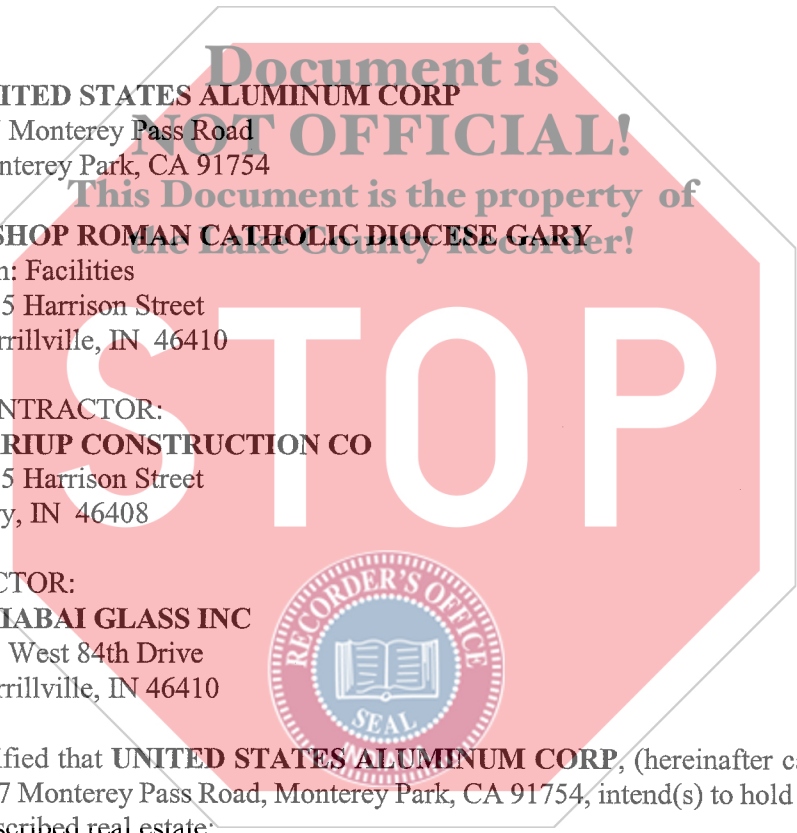 Document is
ITED STATES ALUMINUM CORP
NOT OFFICIAL!
Monterey Pass Road
nterey Park, CA 91754
This Document is the property of
the Lake County Recorder!
SHOP ROMAN CATHOLIC DIOCESE GARY
n: Facilities
5 Harrison Street
rrillville, IN 46410
STOP
NTRACTOR:
RIUP CONSTRUCTION CO
5 Harrison Street
y, IN 46408
CTOR:
IABAI GLASS INC
West 84th Drive
rrillville, IN 46410
RECORDER'S OFFICE
SEAL
INDIANA
ified that UNITED STATES ALUMINUM CORP, (hereinafter ca
7 Monterey Pass Road, Monterey Park, CA 91754, intend(s) to hold
scribed real estate: